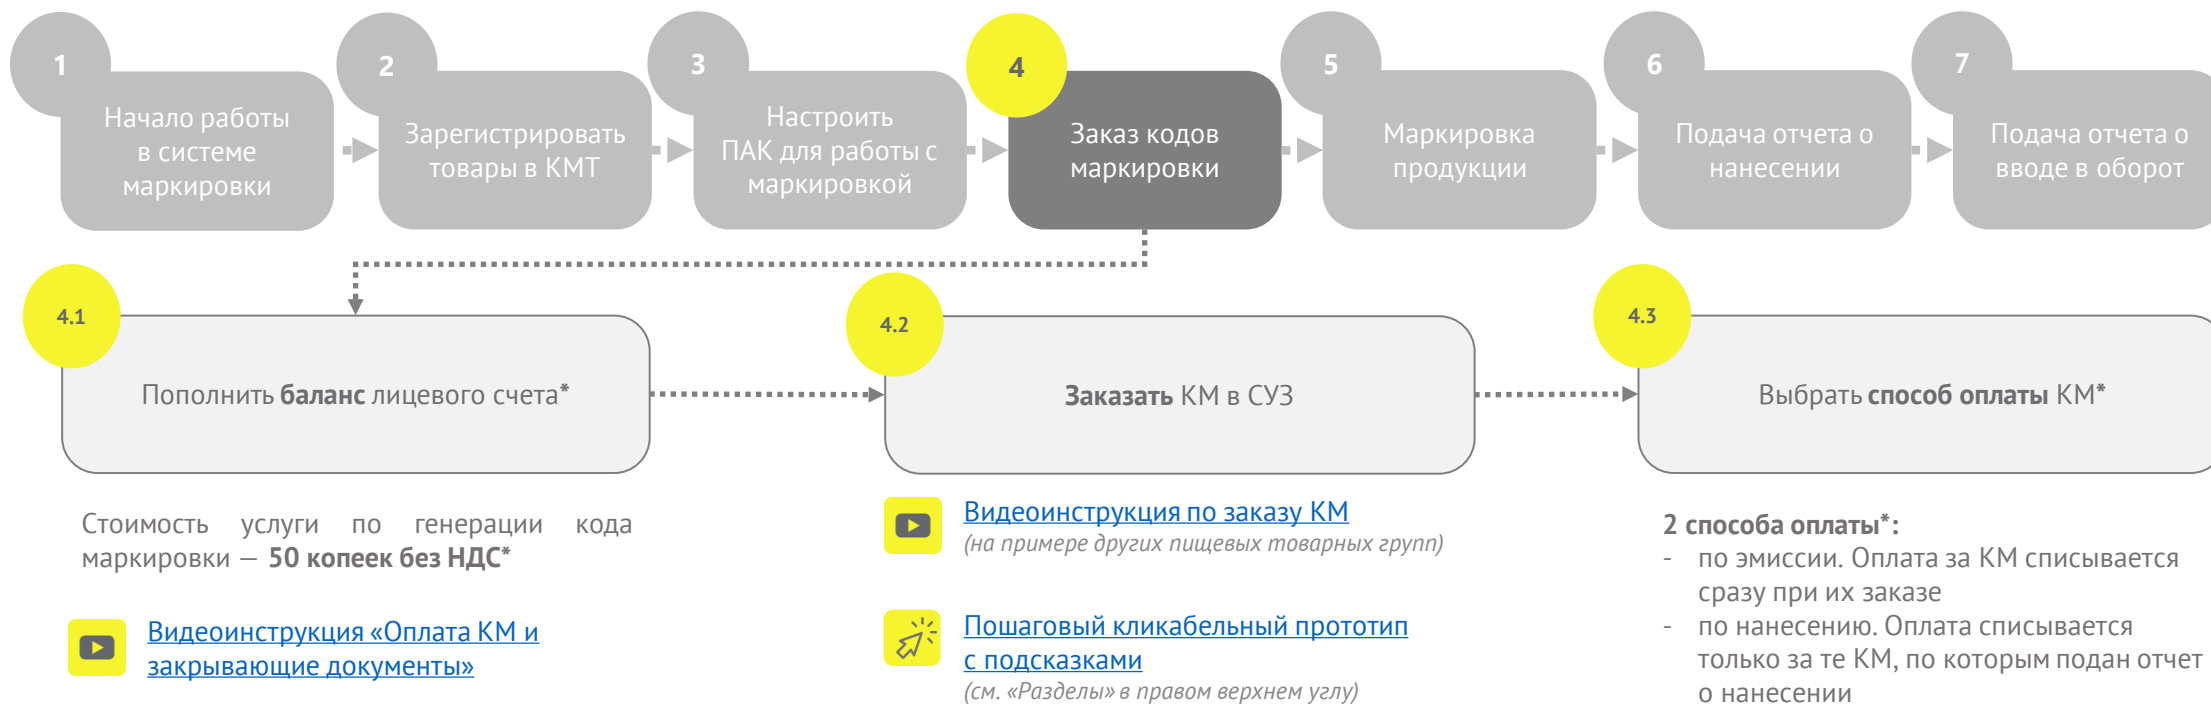 1
Начало работы
в системе
маркировки
2
Зарегистрировать
товары в КМТ
3
Настроить
ПАК для работы с
маркировкой
4
Заказ кодов
маркировки
5
Маркировка
продукции
6
Подача отчета о
нанесении
7
Подача отчета о
вводе в оборот
4.1
Пополнить баланс лицевого счета*
4.2
Заказать КМ в СУЗ
4.3
Выбрать способ оплаты КМ*
Стоимость услуги по генерации кода
маркировки — 50 копеек без НДС*
Видеоинструкция «Оплата КМ и
закрывающие документы»
Видеоинструкция по заказу КМ
(на примере других пищевых товарных групп)
Пошаговый кликабельный прототип
с подсказками
(см. «Разделы» в правом верхнем углу)
2 способа оплаты*:
- по эмиссии. Оплата за КМ списывается
сразу при их заказе
- по нанесению. Оплата списывается
только за те КМ, по которым подан отчет
о нанесении